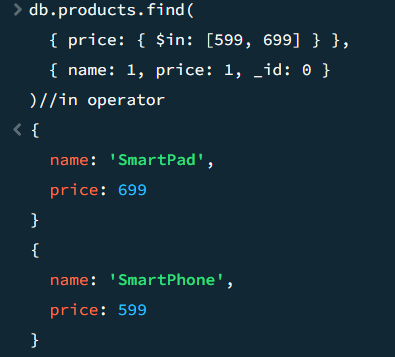 > db.products.find(
{ price: { $in: [599, 699] } },
{ name: 1, price: 1, _id: 0 }
)//in operator
< {
name: 'SmartPad',
price: 699
}
{
name: 'SmartPhone',
price: 599
}